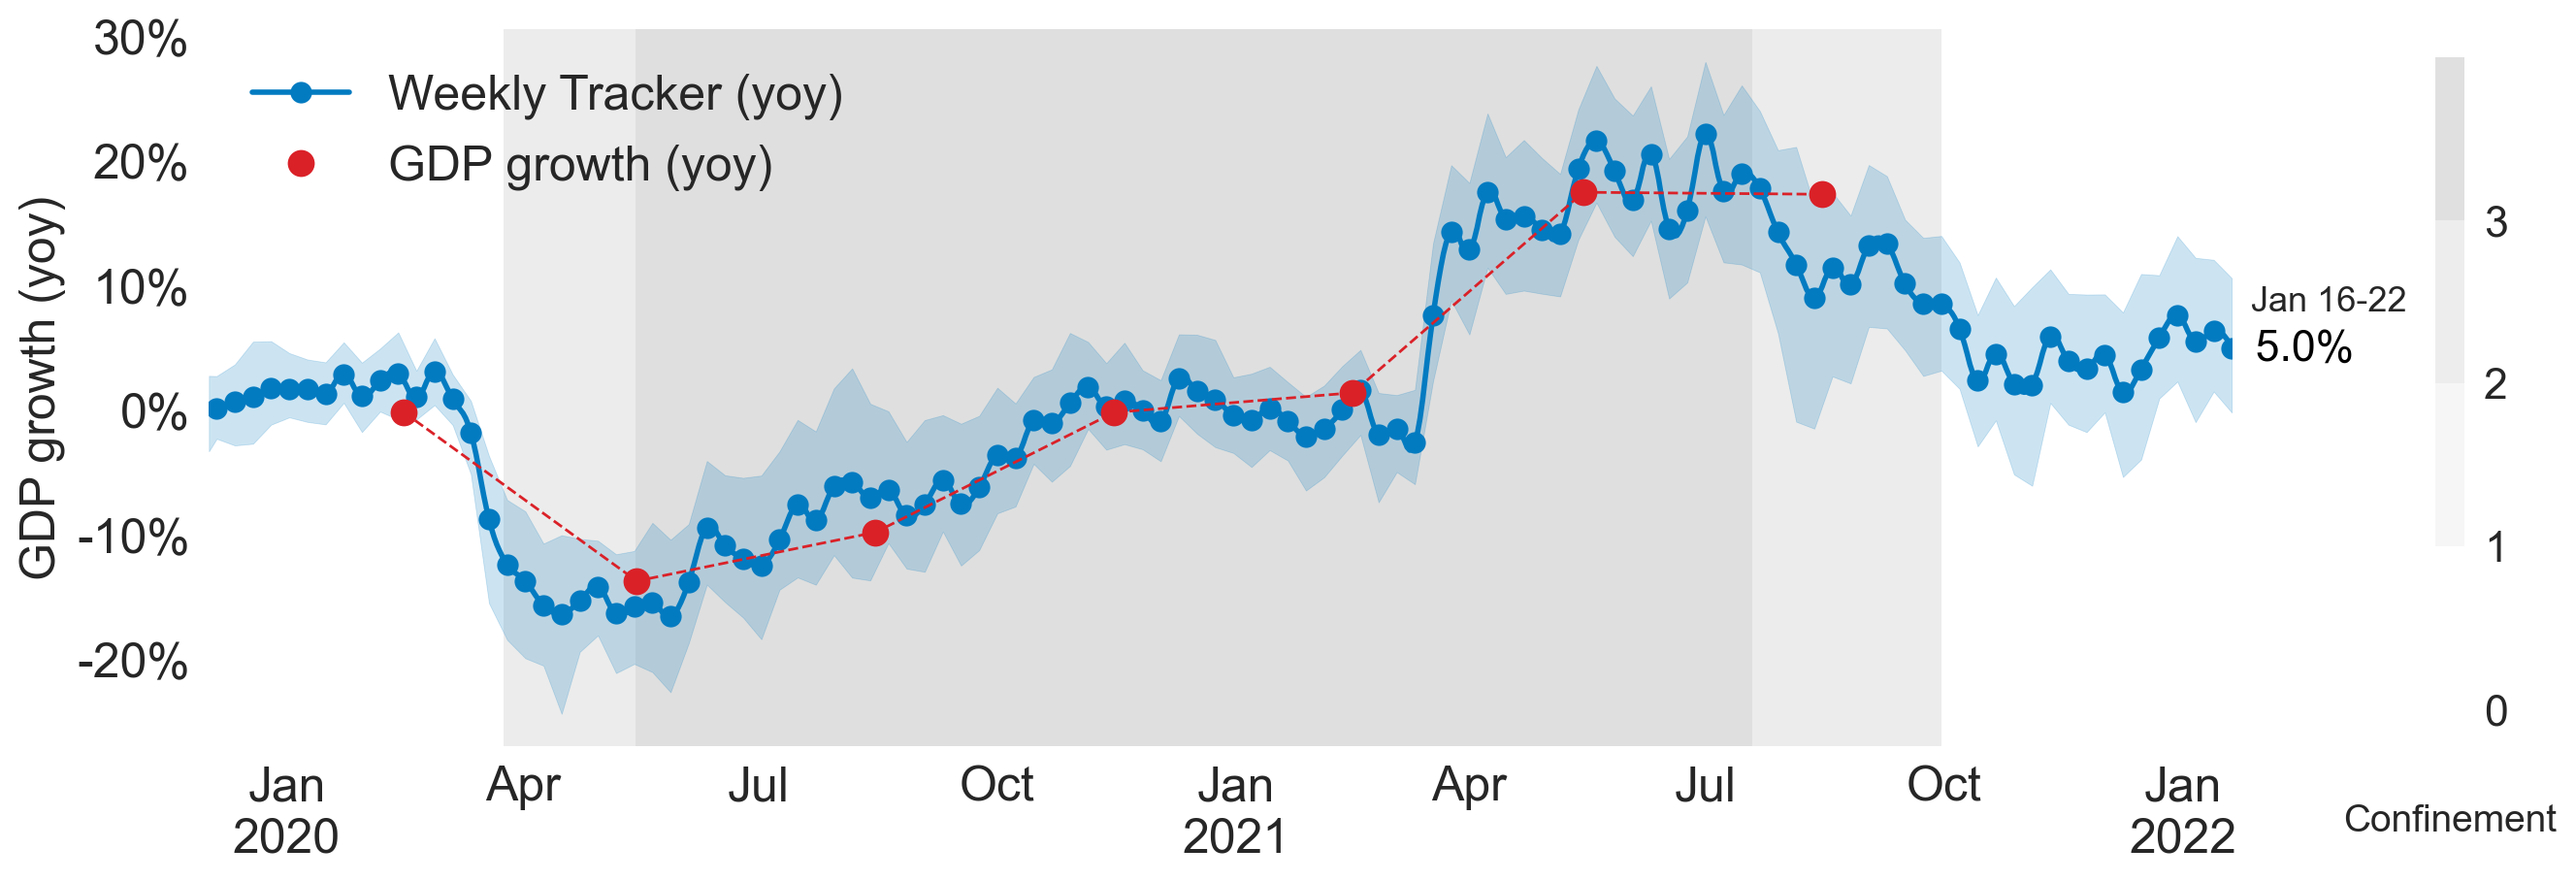 30%
20%
10%
0%
-10%
-20%
GDP growth (yoy)
Weekly Tracker (yoy)
GDP growth (yoy)
Jan 16-22
5.0%
3
2
1
0
Confinement
Jan Apr Jul Oct Jan Apr Jul Oct Jan
2020 2021 2022